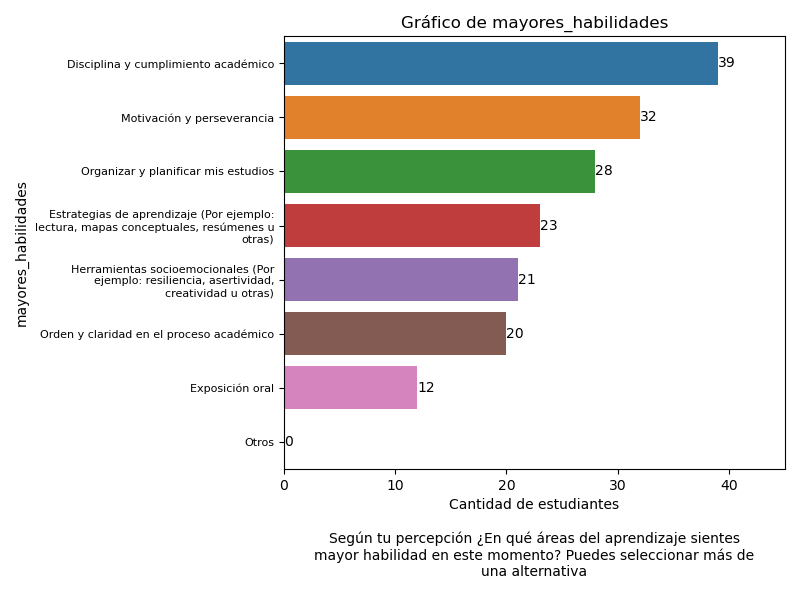 Gráfico de mayores_habilidades
mayores_habilidades
Disciplina y cumplimiento académico
39
Motivación y perseverancia
32
Organizar y planificar mis estudios
28
Estrategias de aprendizaje (Por ejemplo:
lectura, mapas conceptuales, resúmenes u
otras)
23
Herramientas socioemocionales (Por
ejemplo: resiliencia, asertividad,
creatividad u otras)
21
Orden y claridad en el proceso académico
20
Exposición oral
12
Otros
0
0 10 20 30 40
Cantidad de estudiantes
Según tu percepción ¿En qué áreas del aprendizaje sientes
mayor habilidad en este momento? Puedes seleccionar más de
una alternativa